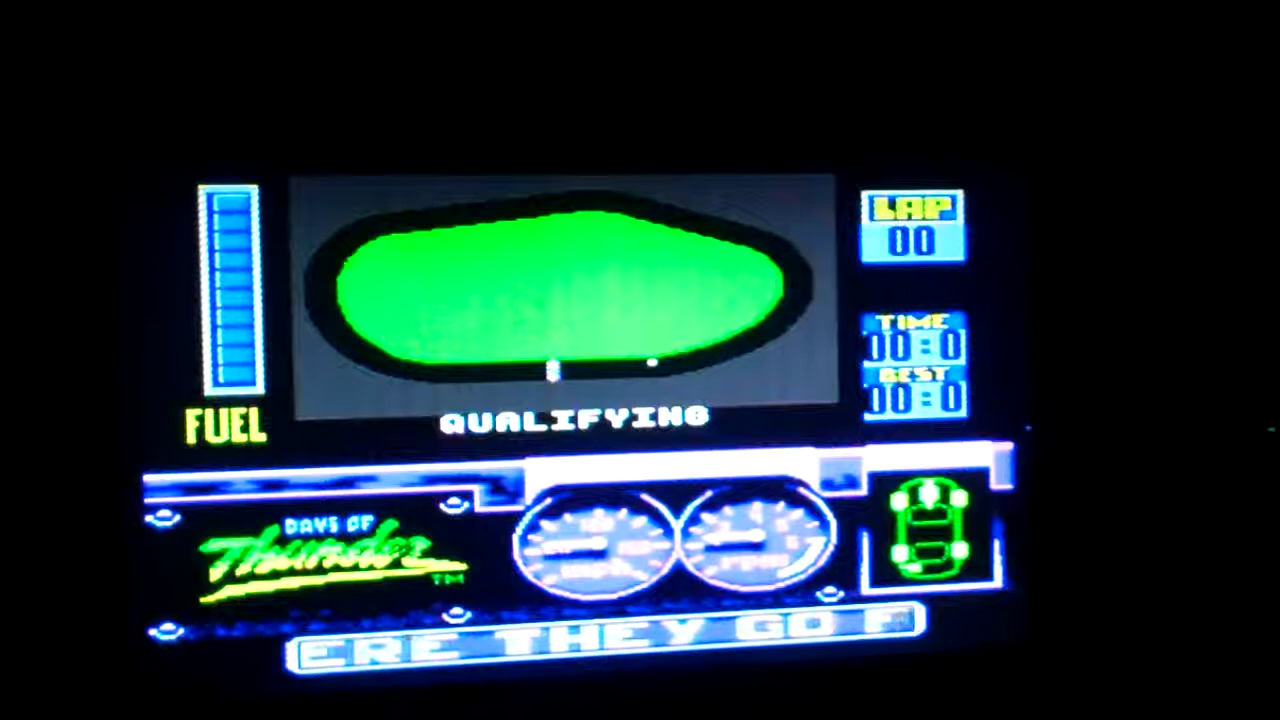 LAP
00
TIME
00:0
BEST
00:0
FUEL
QUALIFYING
DAYS OF
Thunder
TM
ERE THEY GO F